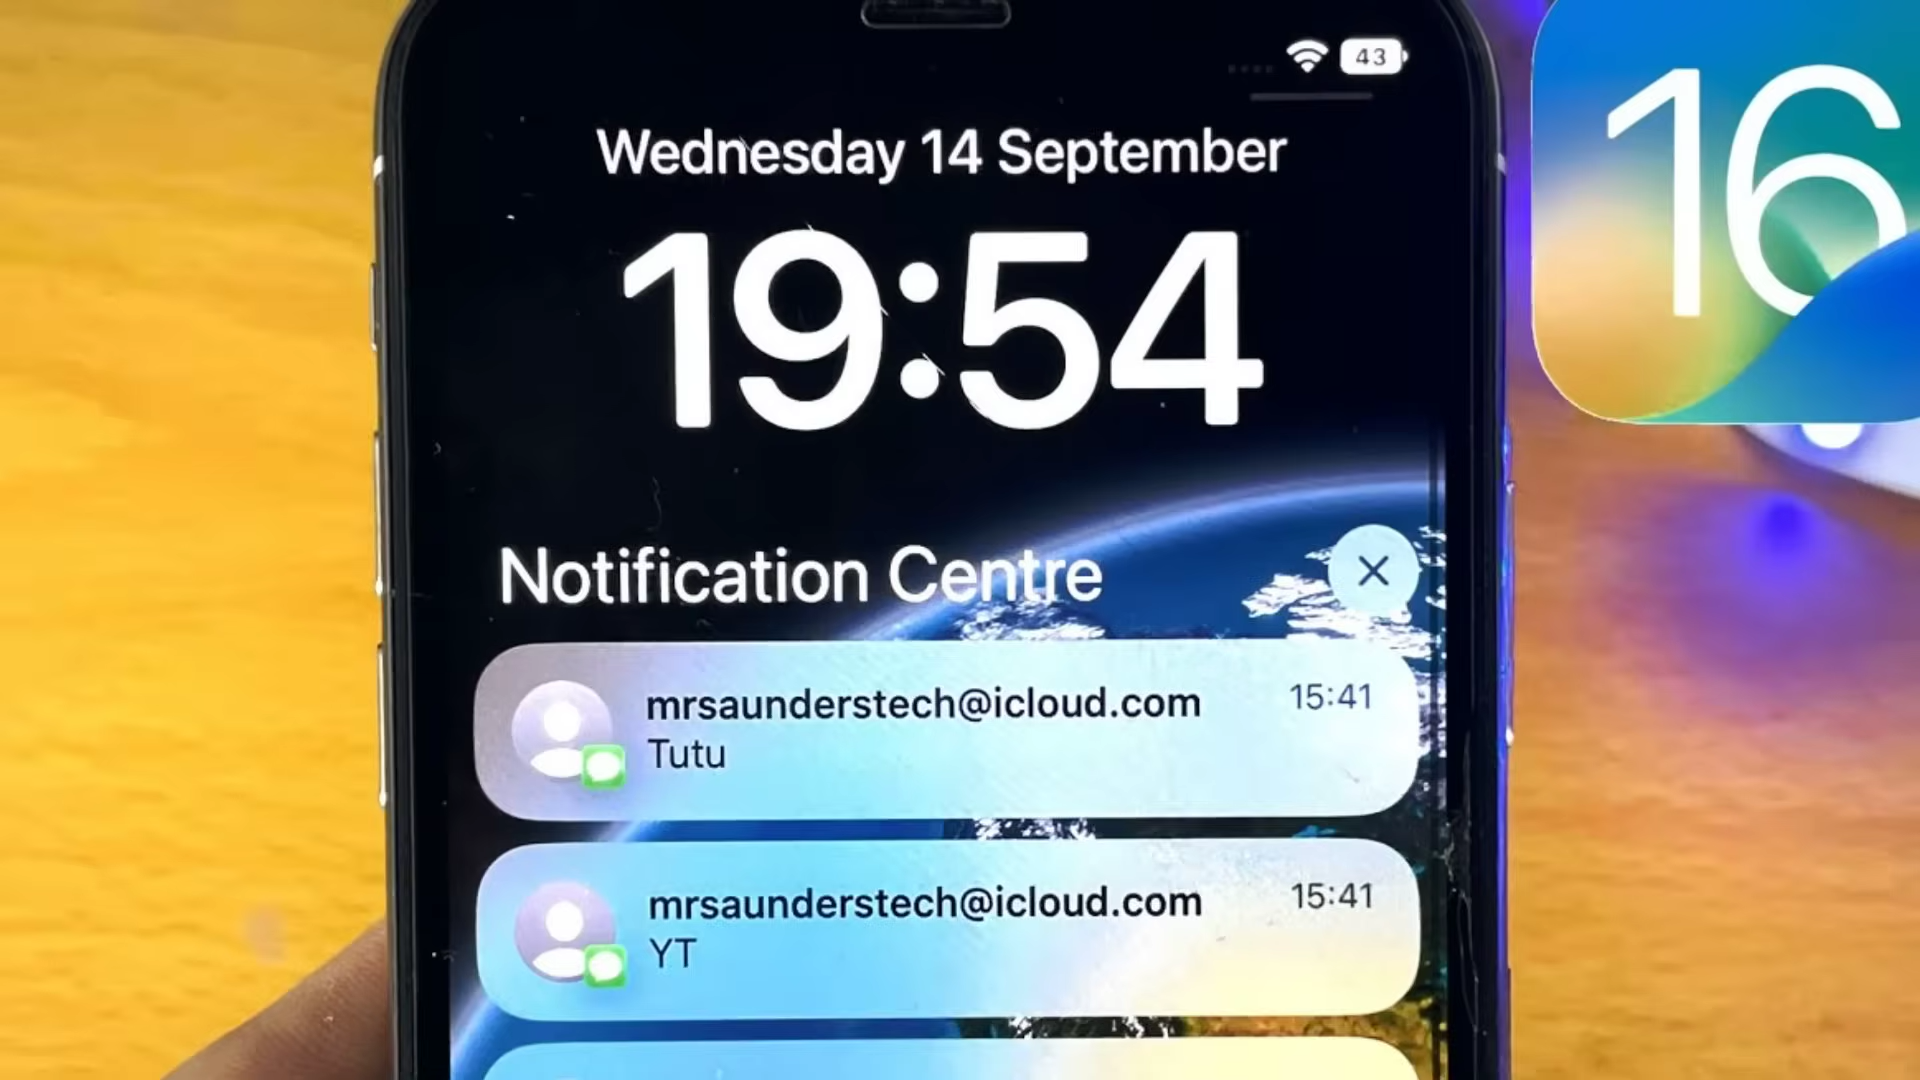 43
16
Wednesday 14 September
19:54
Notification Centre
mrsaunderstech@icloud.com 15:41
Tutu
mrsaunderstech@icloud.com 15:41
YT